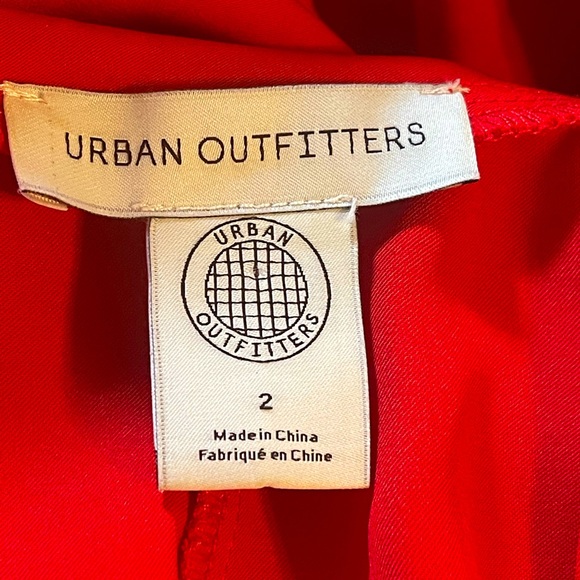 URBAN OUTFITTERS
URBAN
OUTFITTERS
2
Made in China
Fabriqué en Chine